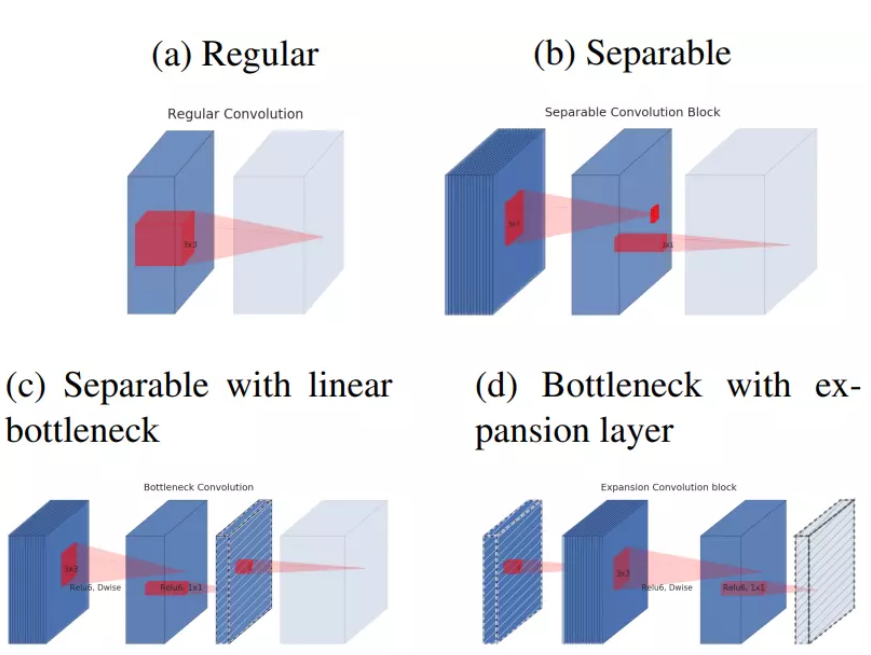 (a) Regular
(b) Separable
Regular Convolution
Separable Convolution Block
3x3
3x3
1x1
(c) Separable with linear
bottleneck
(d) Bottleneck with ex-
pansion layer
Bottleneck Convolution
Expansion Convolution block
3x3
Relu6, Dwise
Relu6, 1x1
3x3
Relu6, Dwise
Relu6, 1x1